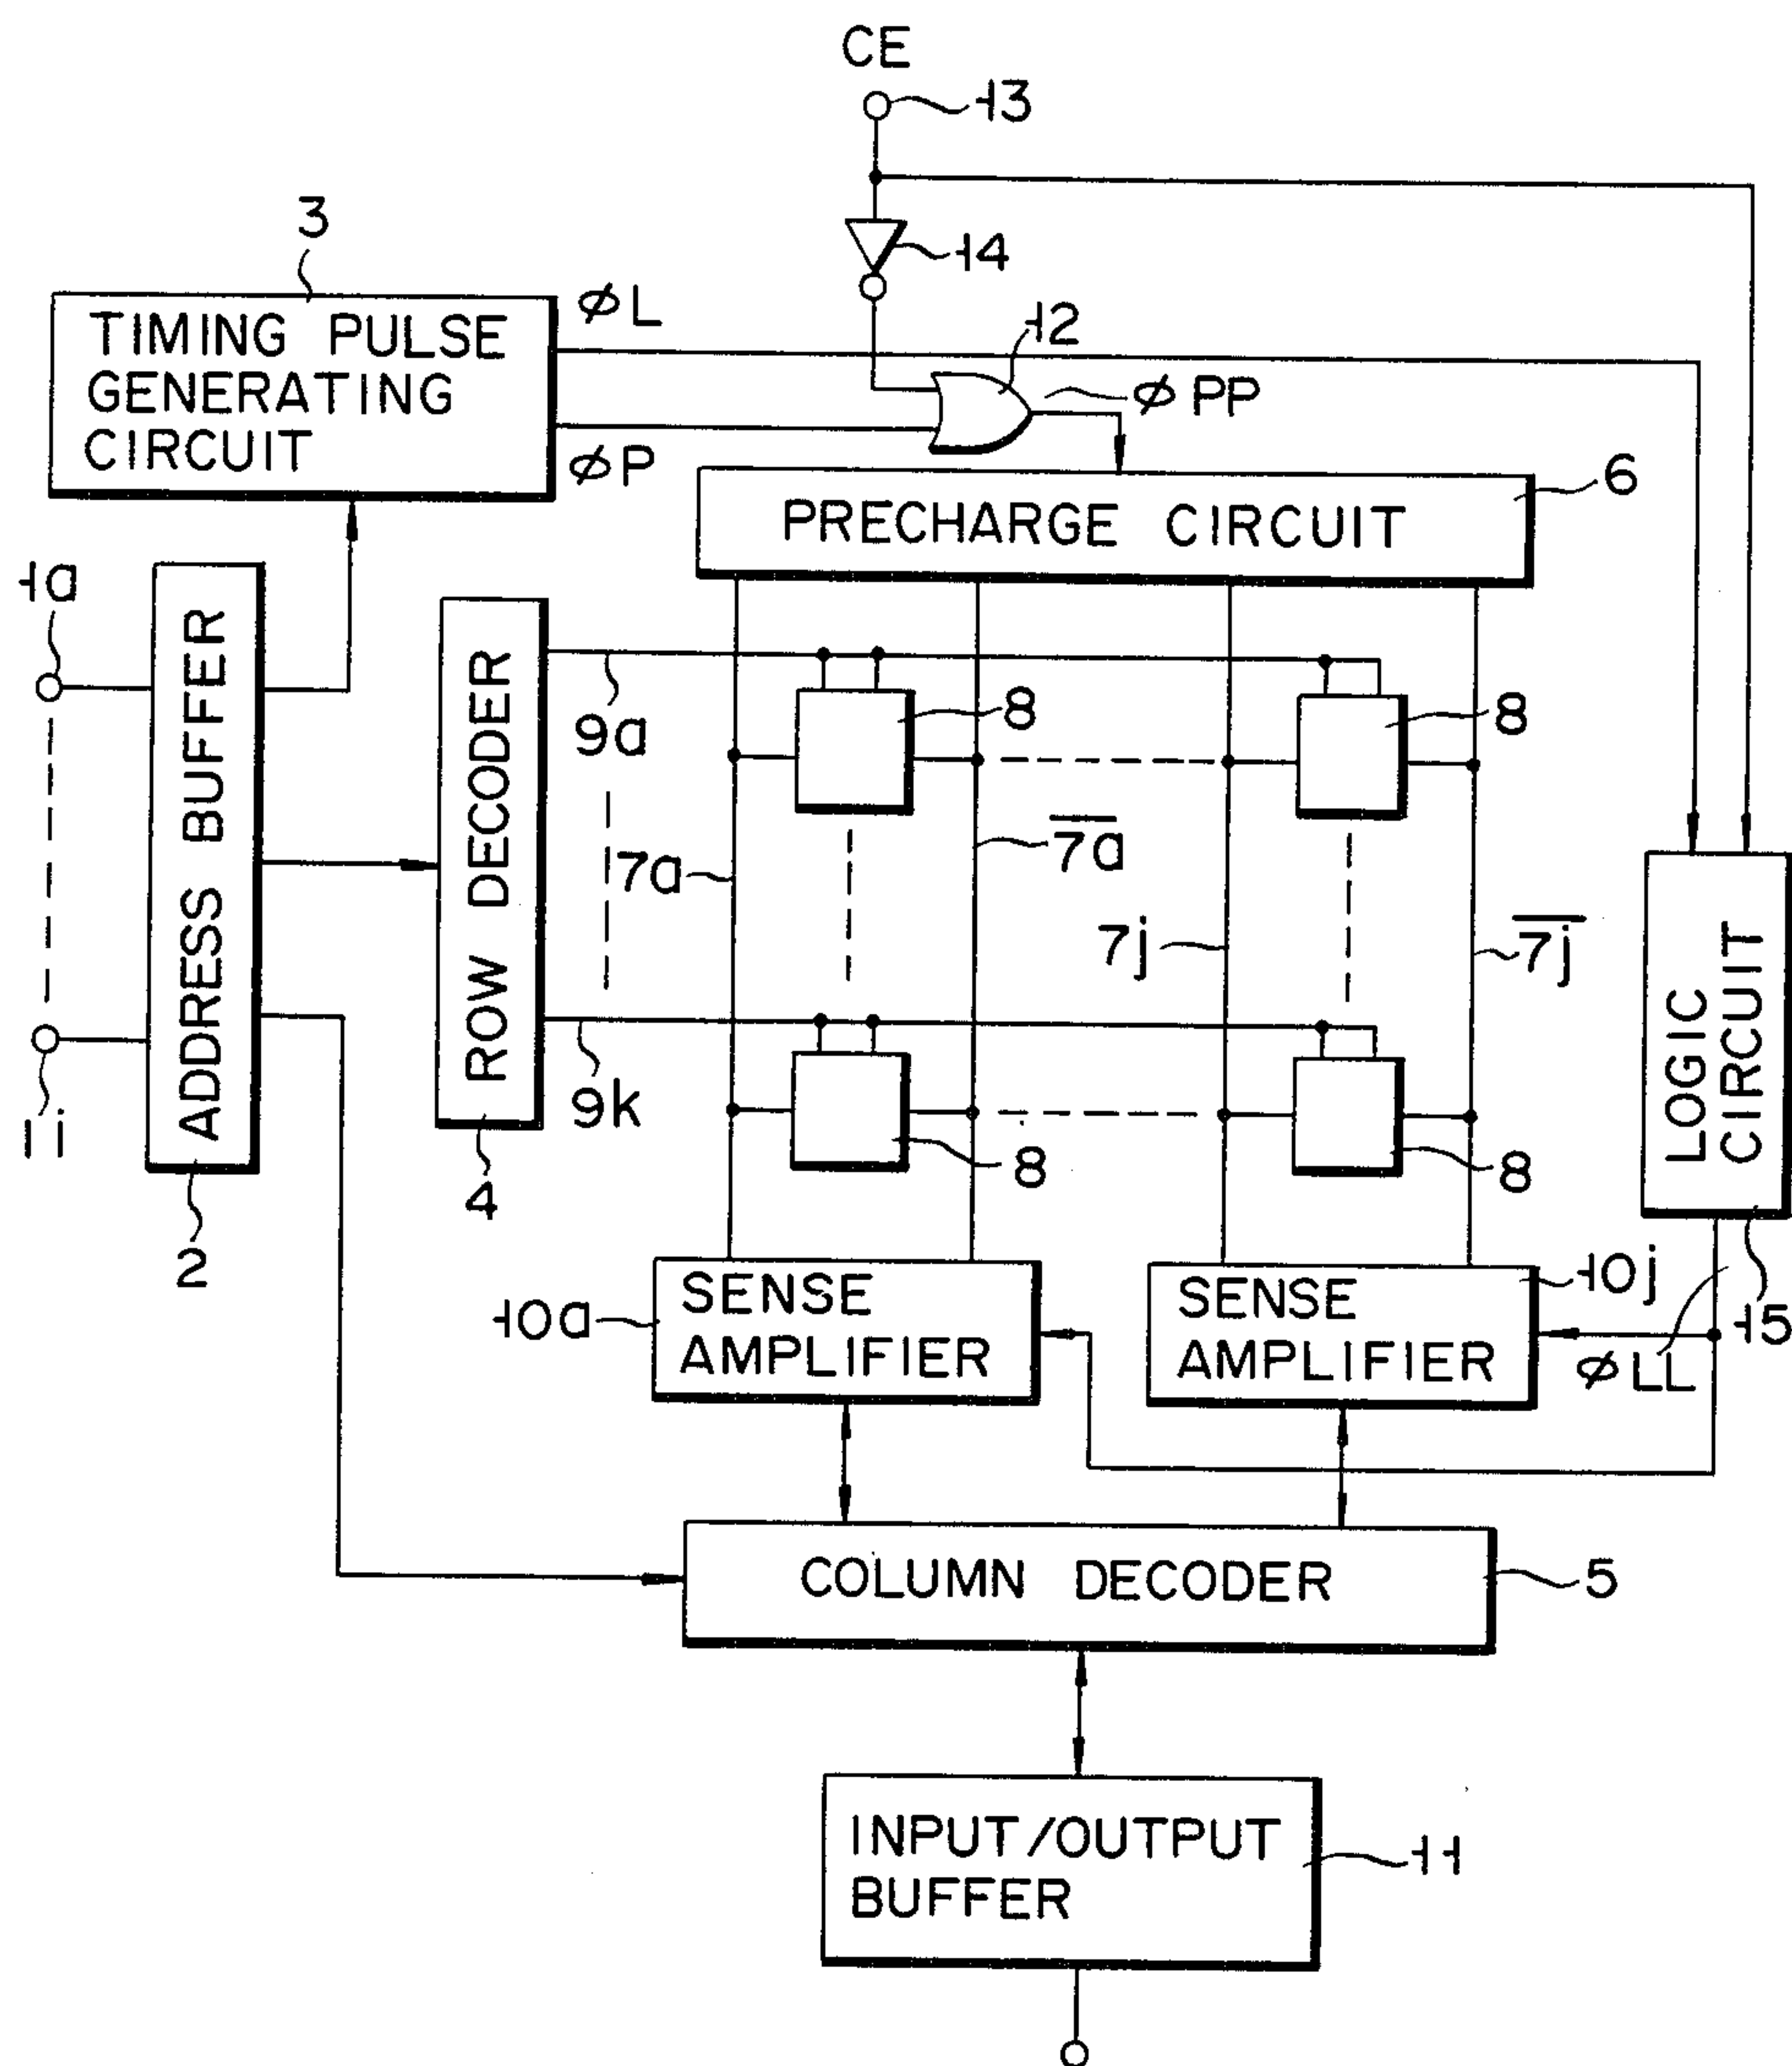 CE
13
14
3
TIMING PULSE
GENERATING
CIRCUIT
φL
φP
12
φPP
PRECHARGE CIRCUIT
6
1a
1i
ADDRESS BUFFER
2
ROW DECODER
4
9a
9k
8
8
7a
7a̅
7j
7j̅
8
8
LOGIC
CIRCUIT
15
SENSE
AMPLIFIER
10a
SENSE
AMPLIFIER
10j
φLL
COLUMN DECODER
5
INPUT/OUTPUT
BUFFER
11